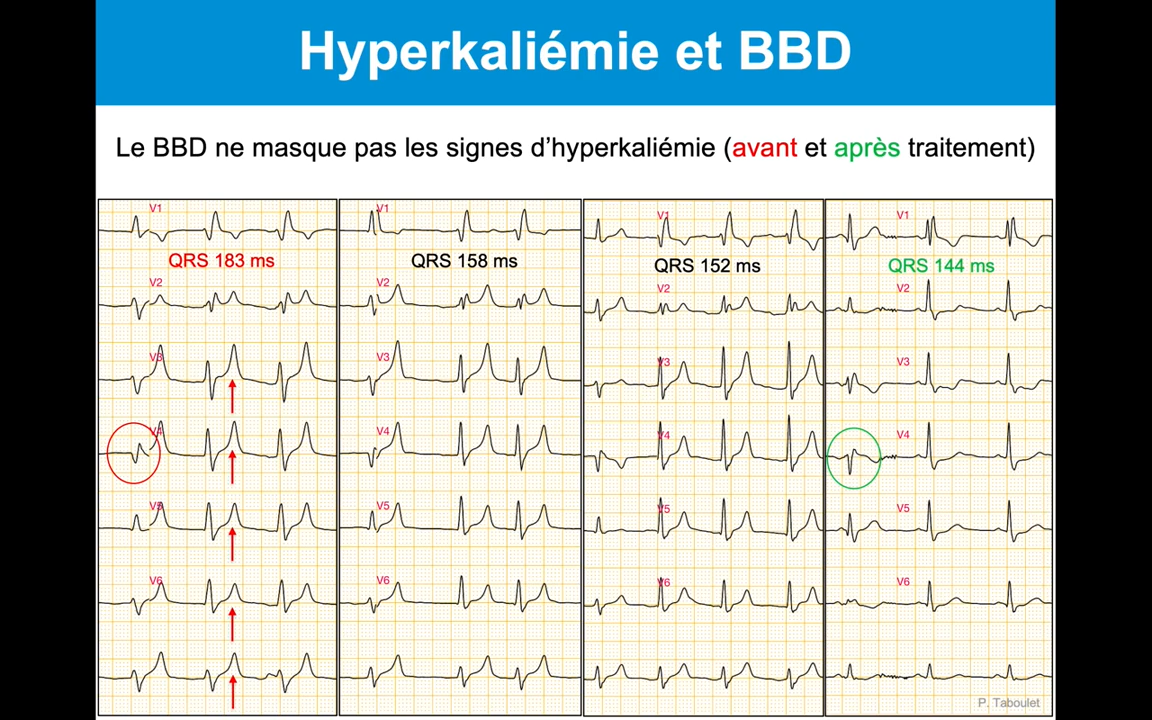 Hyperkaliémie et BBD
Le BBD ne masque pas les signes d'hyperkaliémie (avant et après traitement)
V1
QRS 183 ms
V2
V3
V4
V5
V6
V1
QRS 158 ms
V2
V3
V4
V5
V6
V1
QRS 152 ms
V2
V3
V4
V5
V6
V1
QRS 144 ms
V2
V3
V4
V5
V6
P. Taboulet